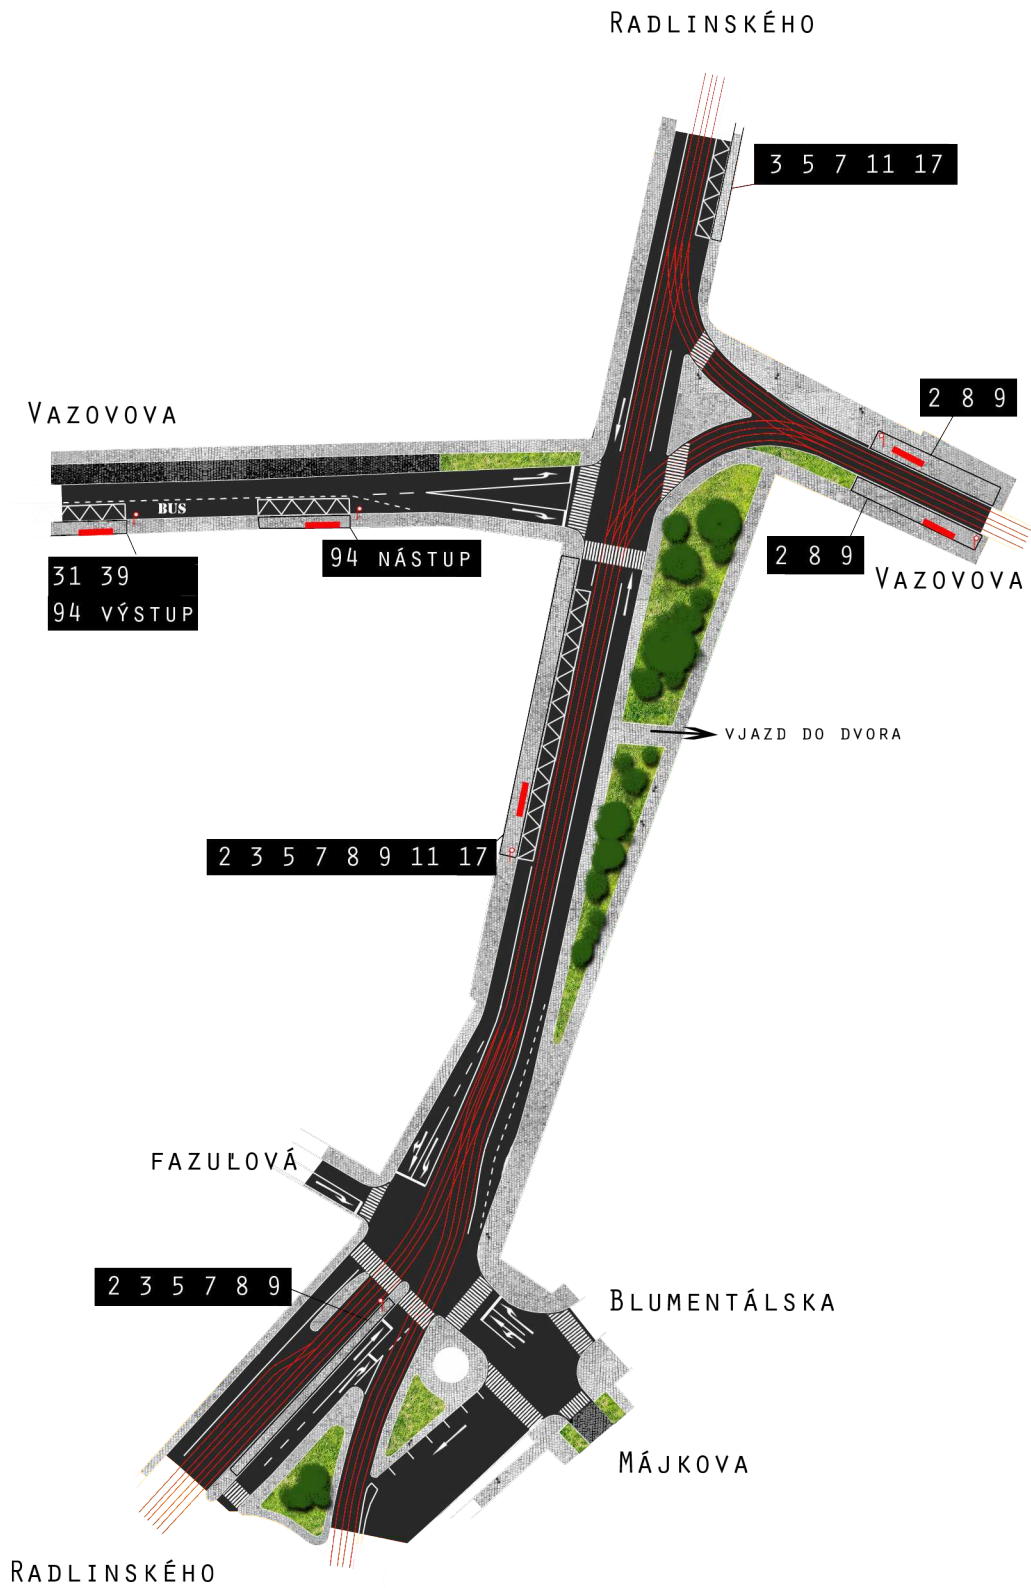 RADLINSKÉHO
3 5 7 11 17
2 8 9
VAZOVOVA
BUS
94 NÁSTUP
2 8 9
31 39
94 VÝSTUP
VAZOVOVA
VJAZD DO DVORA
2 3 5 7 8 9 11 17
FAZUĽOVÁ
2 3 5 7 8 9
BLUMENTÁLSKA
MÁJKOVA
RADLINSKÉHO